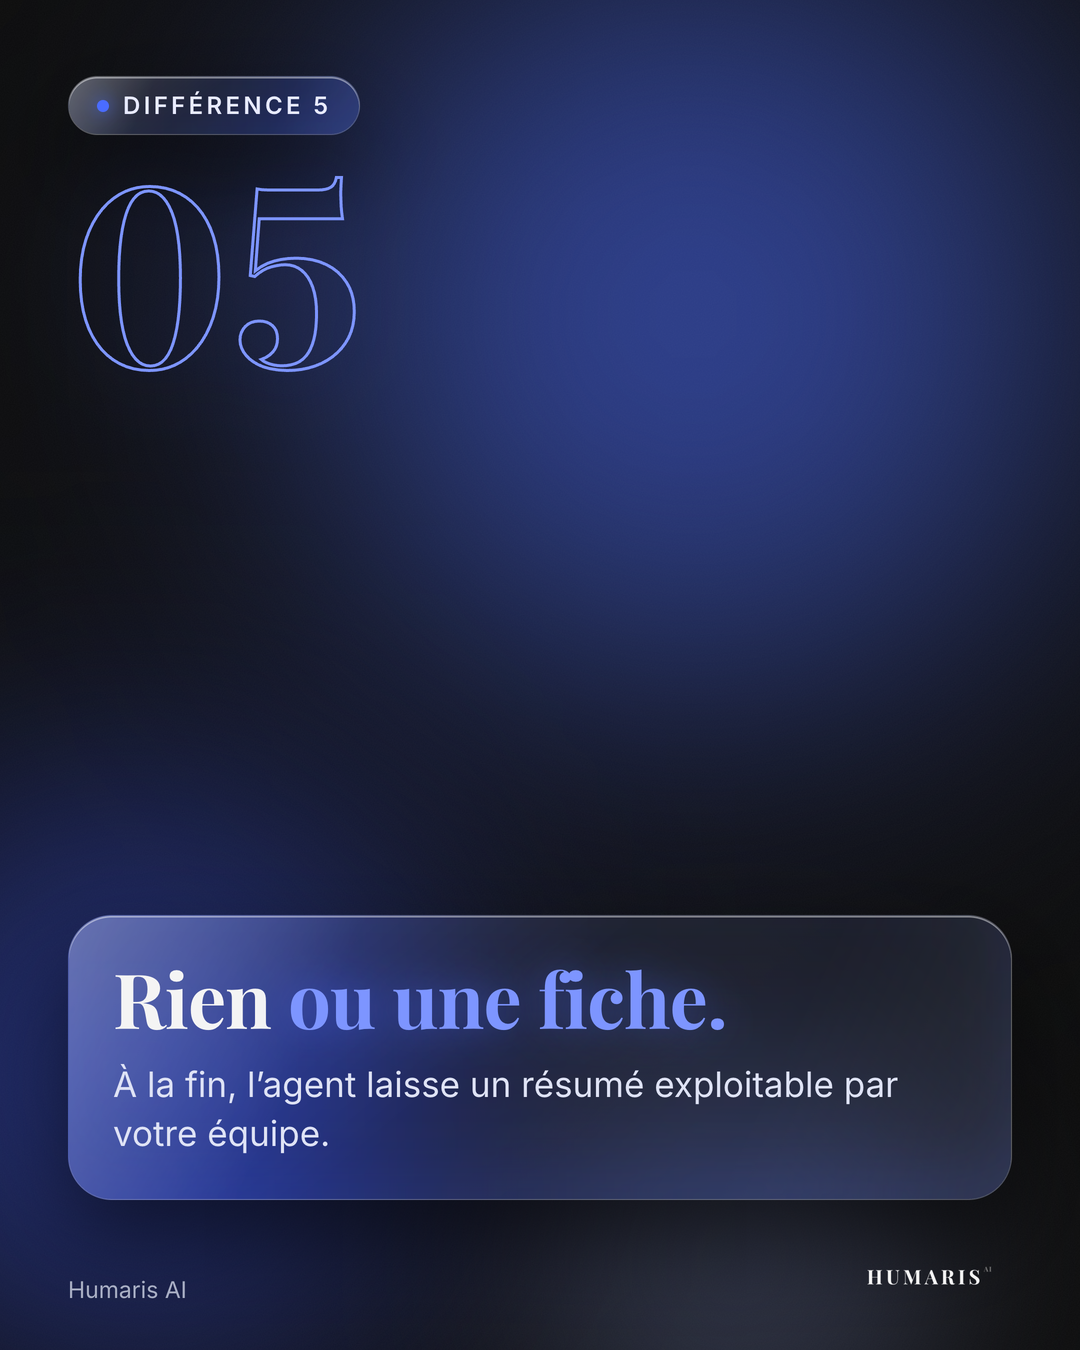 DIFFÉRENCE 5
05
Rien ou une fiche.
À la fin, l’agent laisse un résumé exploitable par
votre équipe.
Humaris AI
HUMARIS AI